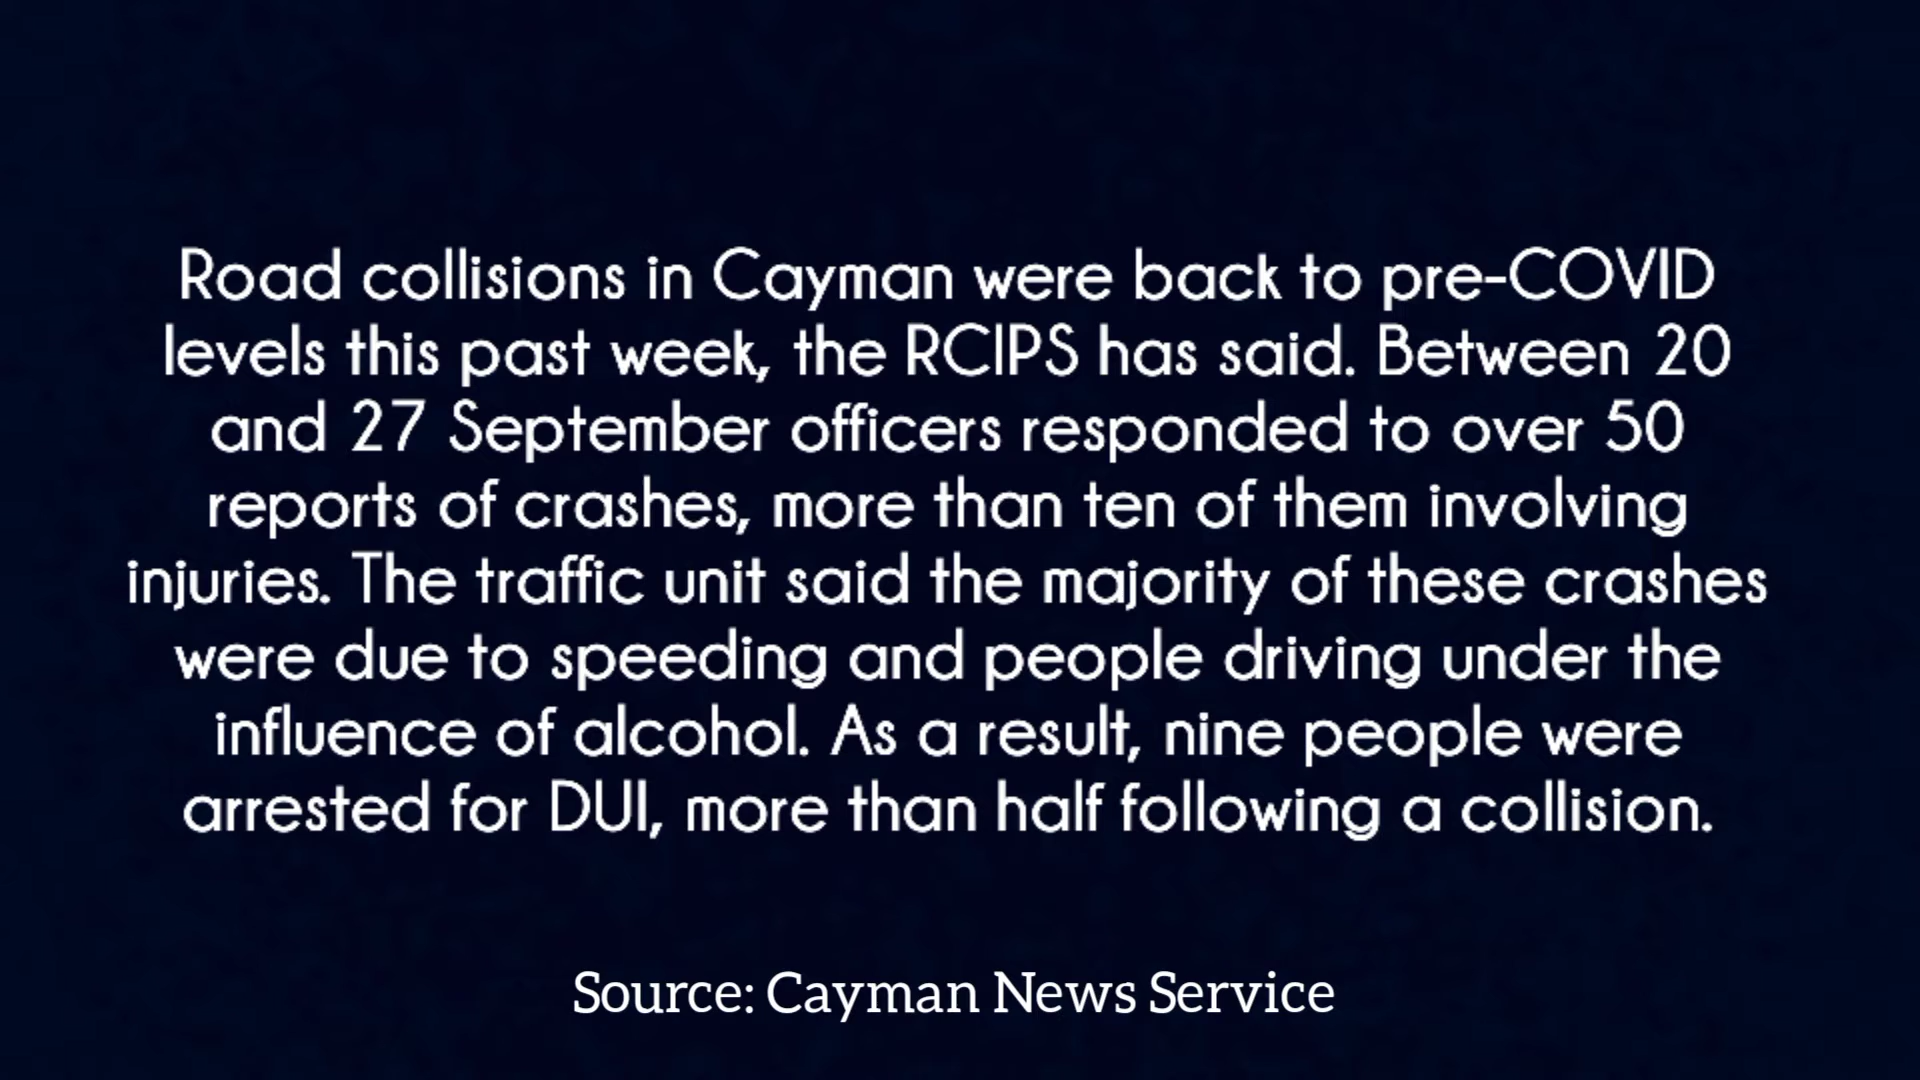 Road collisions in Cayman were back to pre-COVID
levels this past week, the RCIPS has said. Between 20
and 27 September officers responded to over 50
reports of crashes, more than ten of them involving
injuries. The traffic unit said the majority of these crashes
were due to speeding and people driving under the
influence of alcohol. As a result, nine people were
arrested for DUI, more than half following a collision.
Source: Cayman News Service